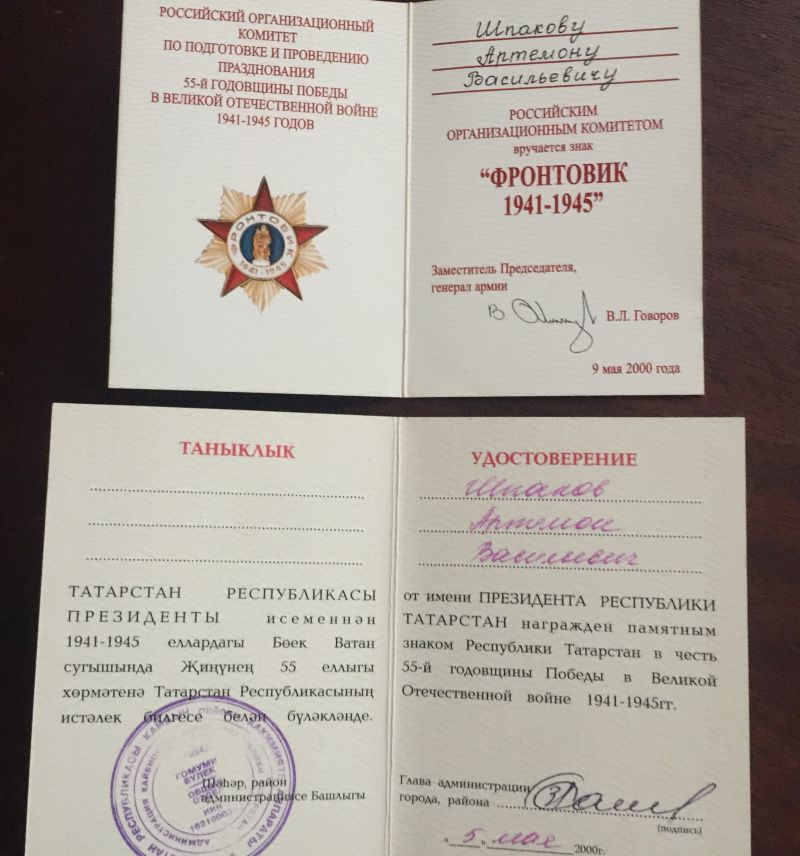 РОССИЙСКИЙ ОРГАНИЗАЦИОННЫЙ
КОМИТЕТ
ПО ПОДГОТОВКЕ И ПРОВЕДЕНИЮ
ПРАЗДНОВАНИЯ
55-й ГОДОВЩИНЫ ПОБЕДЫ
В ВЕЛИКОЙ ОТЕЧЕСТВЕННОЙ ВОЙНЕ
1941-1945 ГОДОВ
ФРОНТОВИК
1941-1945
Шпакову
Артемону
Васильевичу
РОССИЙСКИМ
ОРГАНИЗАЦИОННЫМ КОМИТЕТОМ
вручается знак
“ФРОНТОВИК
1941-1945”
Заместитель Председателя,
генерал армии
В.Л. Говоров
9 мая 2000 года
ТАНЫКЛЫК
ТАТАРСТАН РЕСПУБЛИКАСЫ
ПРЕЗИДЕНТЫ исеменнән
1941-1945 еллардагы Бөек Ватан
сугышында Җиңүнең 55 еллыгы
хөрмәтенә Татарстан Республикасының
истәлек билгесе белән бүләкләнде.
Шәһәр, район
администрациясе Башлыгы
ГОМУМИ
БҮЛЕК
УДОСТОВЕРЕНИЕ
Шпаков
Артемон
Васильевич
от имени ПРЕЗИДЕНТА РЕСПУБЛИКИ
ТАТАРСТАН награжден памятным
знаком Республики Татарстан в честь
55-й годовщины Победы в Великой
Отечественной войне 1941-1945гг.
Глава администрации
города, района
(подпись)
“ 5 „ мая 2000г.